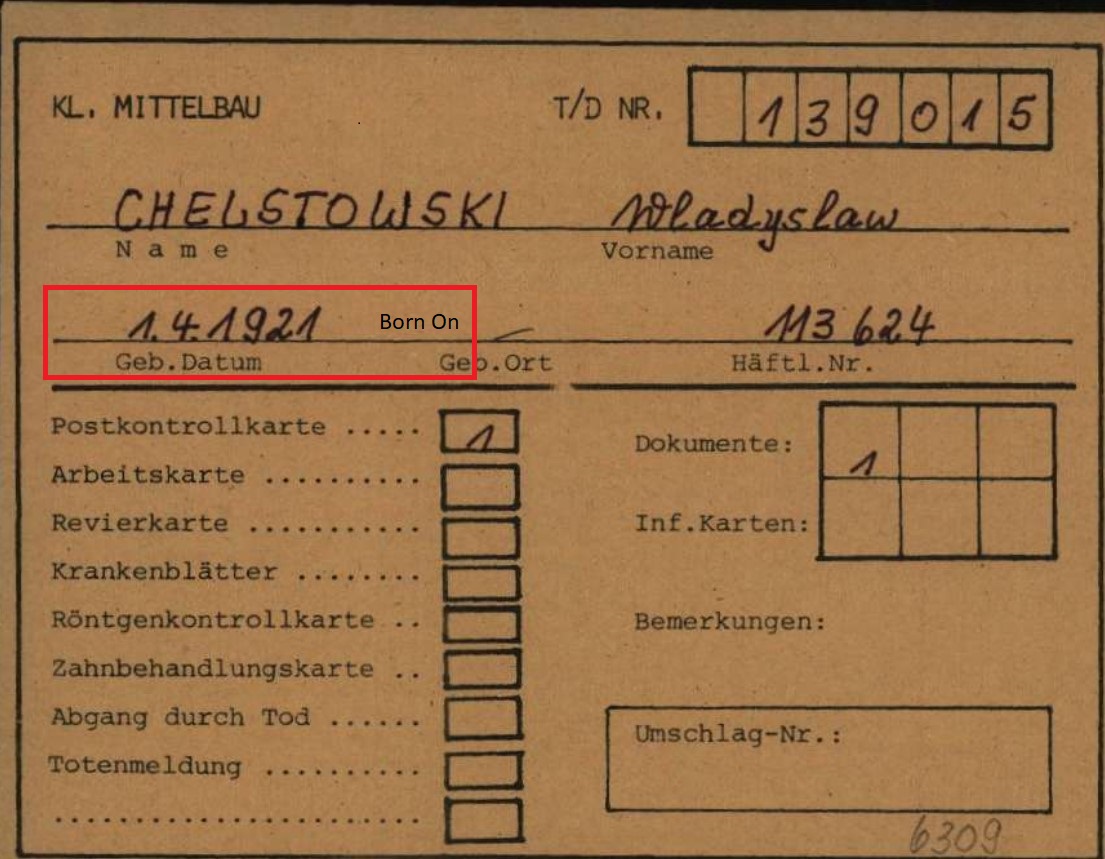 KL. MITTELBAU T/D NR. 139015
CHELSTOWSKI Wladyslaw
Name Vorname
1.4.1921 Born On 113 624
Geb.Datum Geb.Ort Häftl.Nr.
Postkontrollkarte ..... 1
Dokumente: 1
Arbeitskarte ..........
Revierkarte ...........
Inf.Karten:
Krankenblätter ........
Röntgenkontrollkarte ..
Bemerkungen:
Zahnbehandlungskarte ..
Abgang durch Tod ......
Umschlag-Nr.:
Totenmeldung ..........
.......................
6309